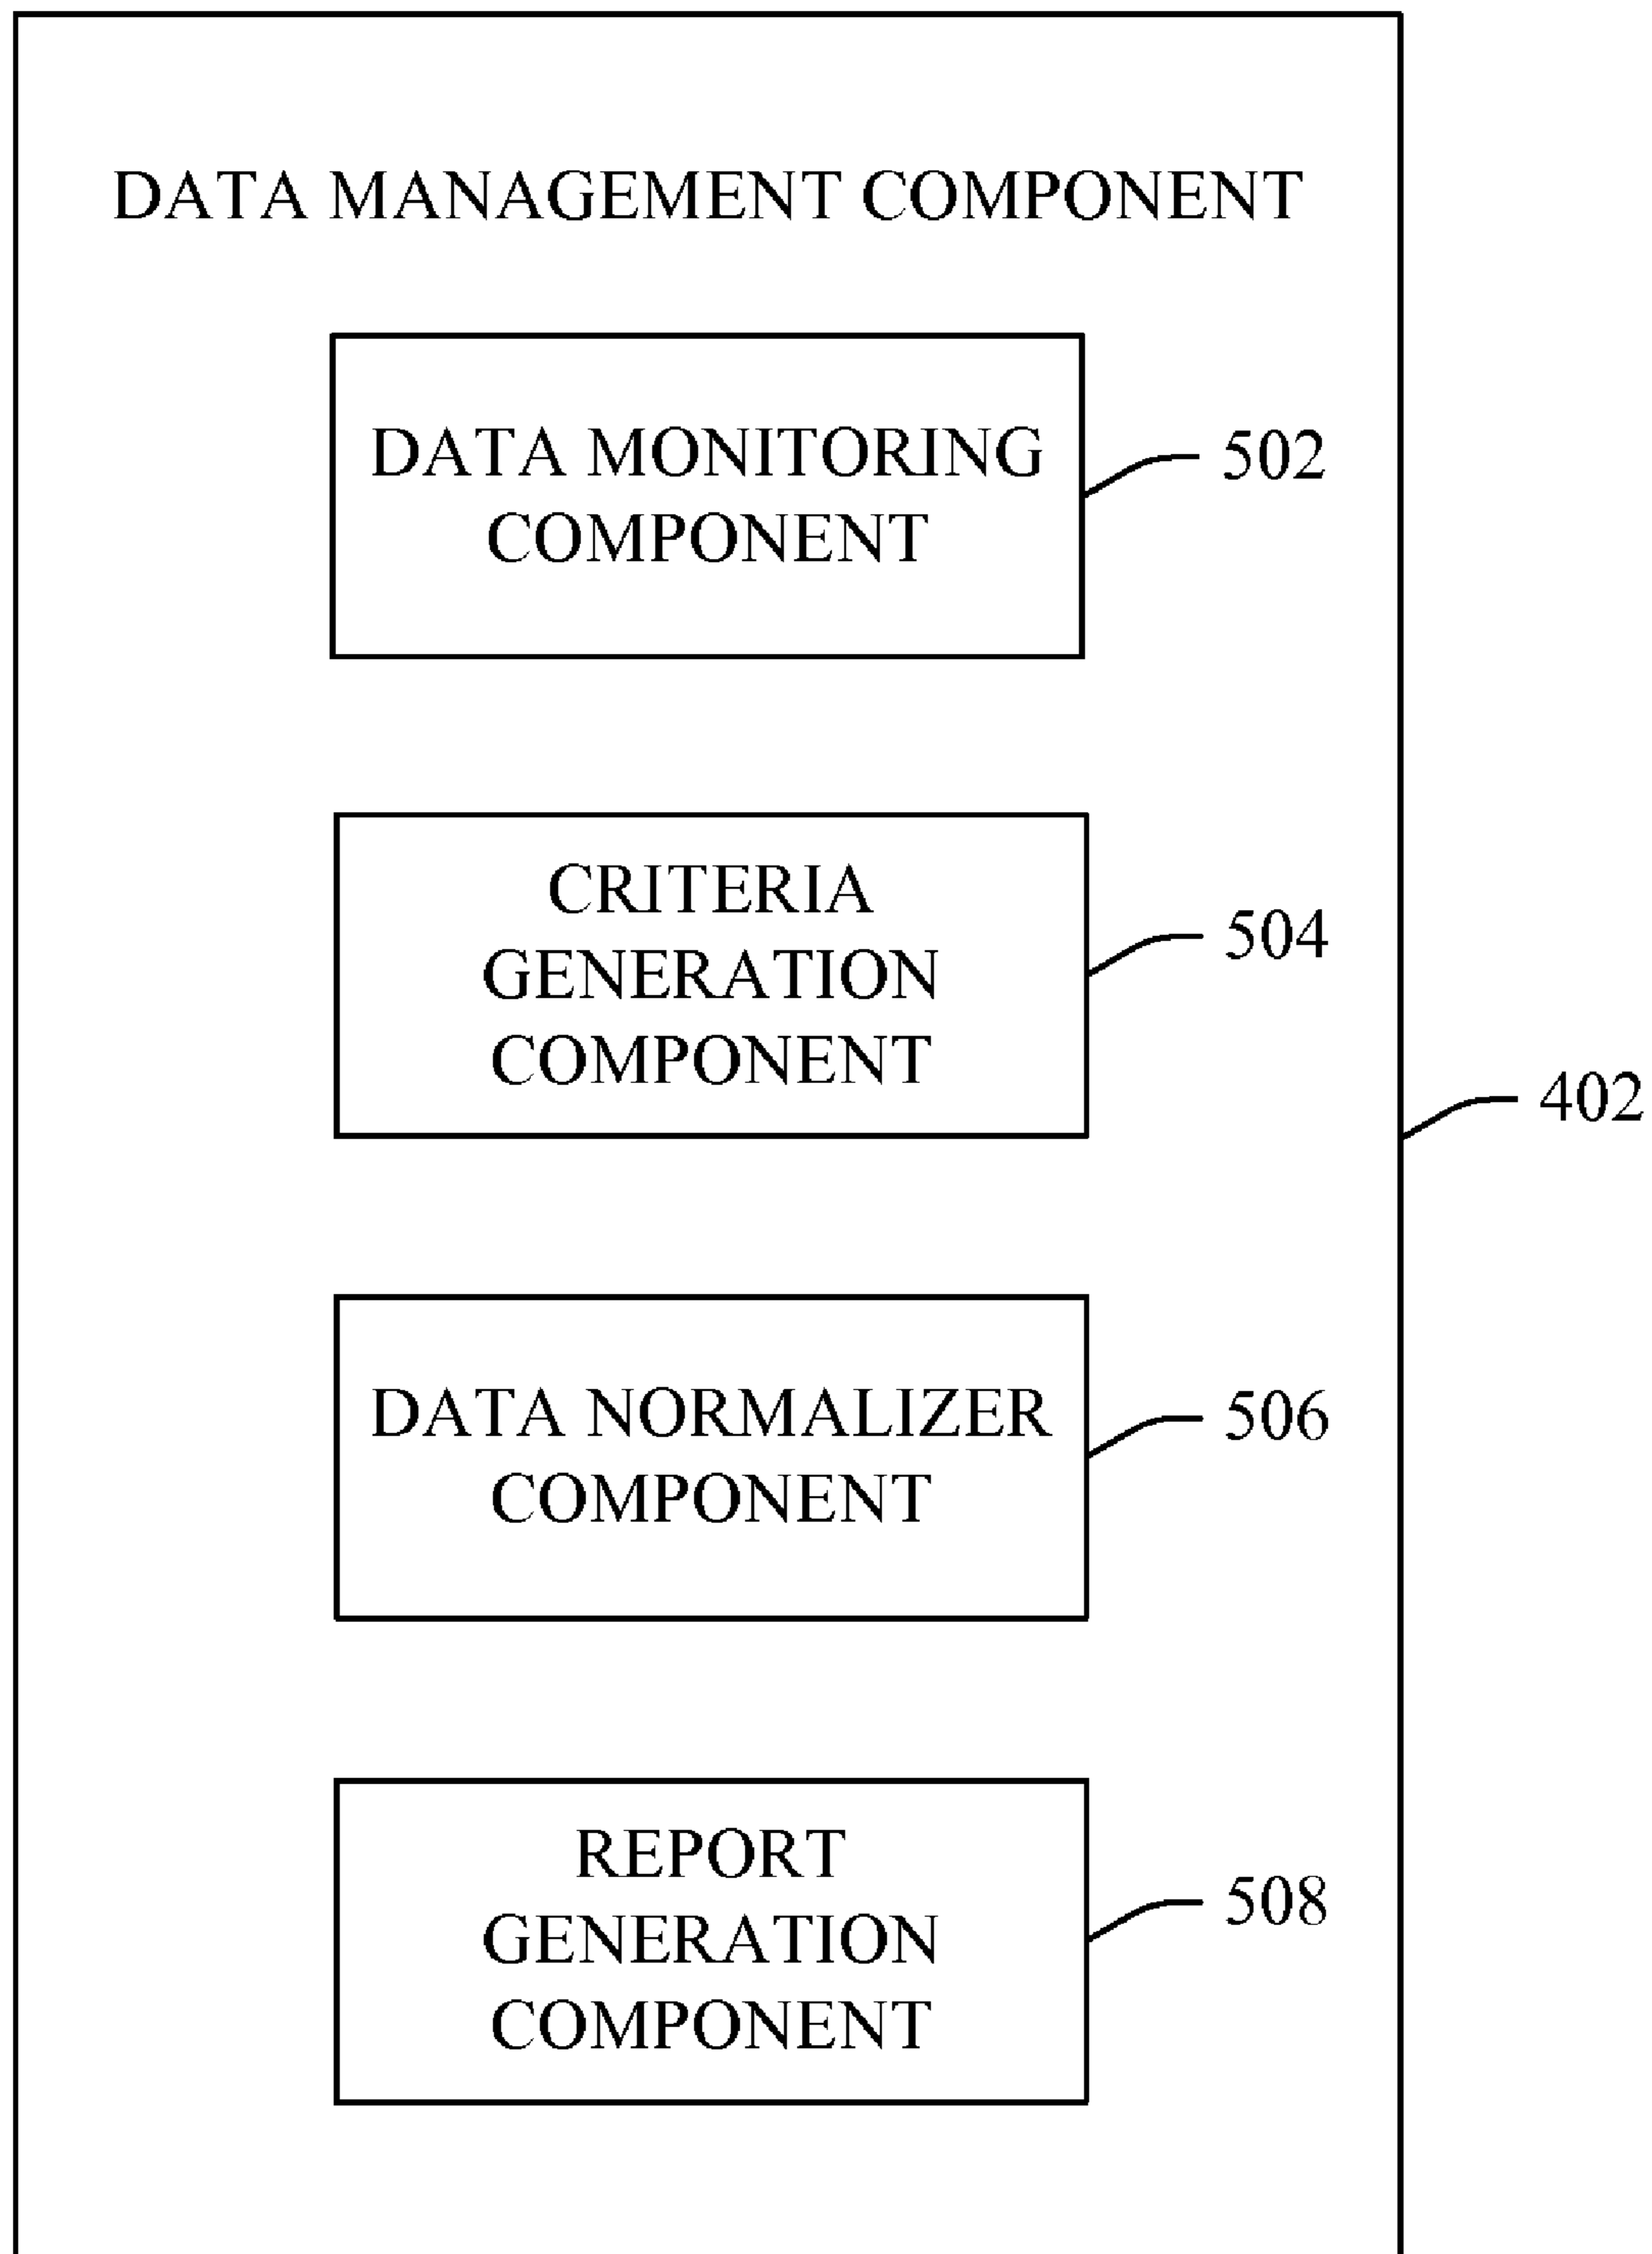 DATA MANAGEMENT COMPONENT
DATA MONITORING
COMPONENT
502
CRITERIA
GENERATION
COMPONENT
504
402
DATA NORMALIZER
COMPONENT
506
REPORT
GENERATION
COMPONENT
508